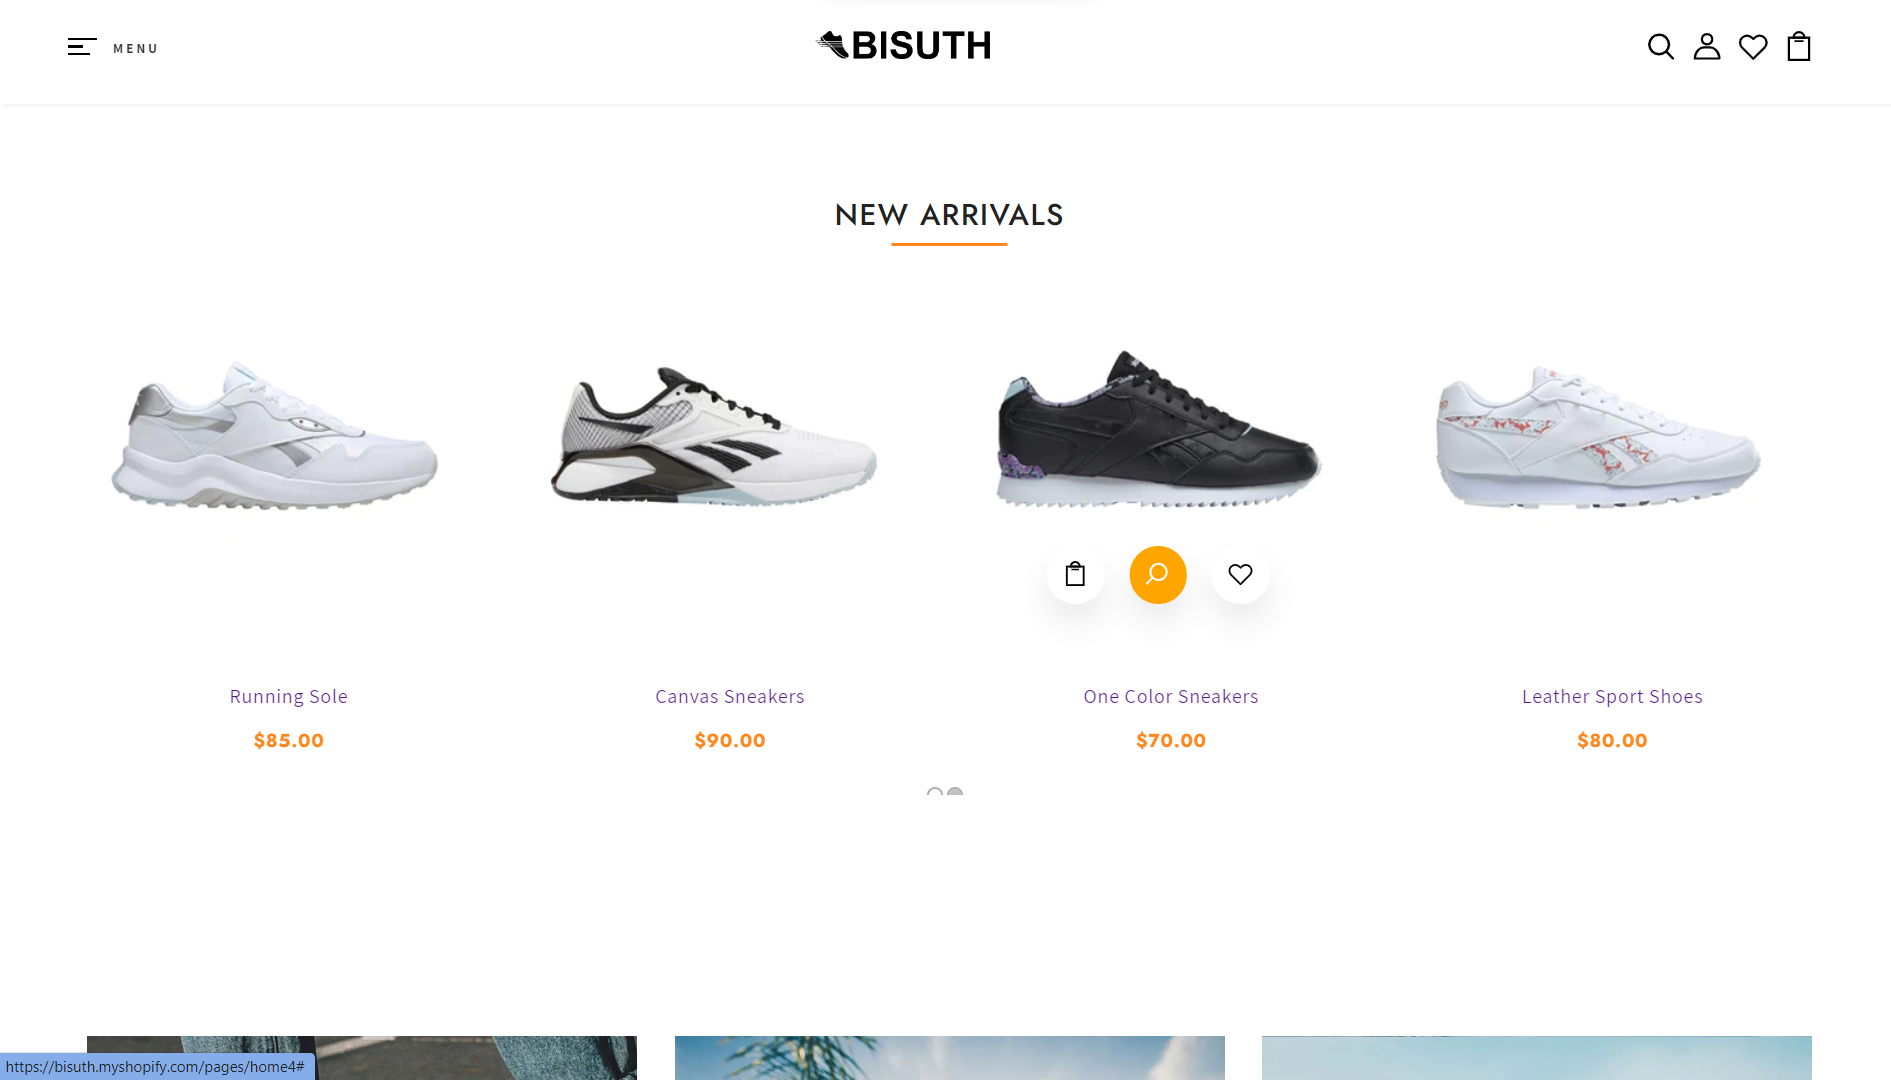 MENU
BISUTH
NEW ARRIVALS
Running Sole
Canvas Sneakers
One Color Sneakers
Leather Sport Shoes
$85.00
$90.00
$70.00
$80.00
https://bisuth.myshopify.com/pages/home4#